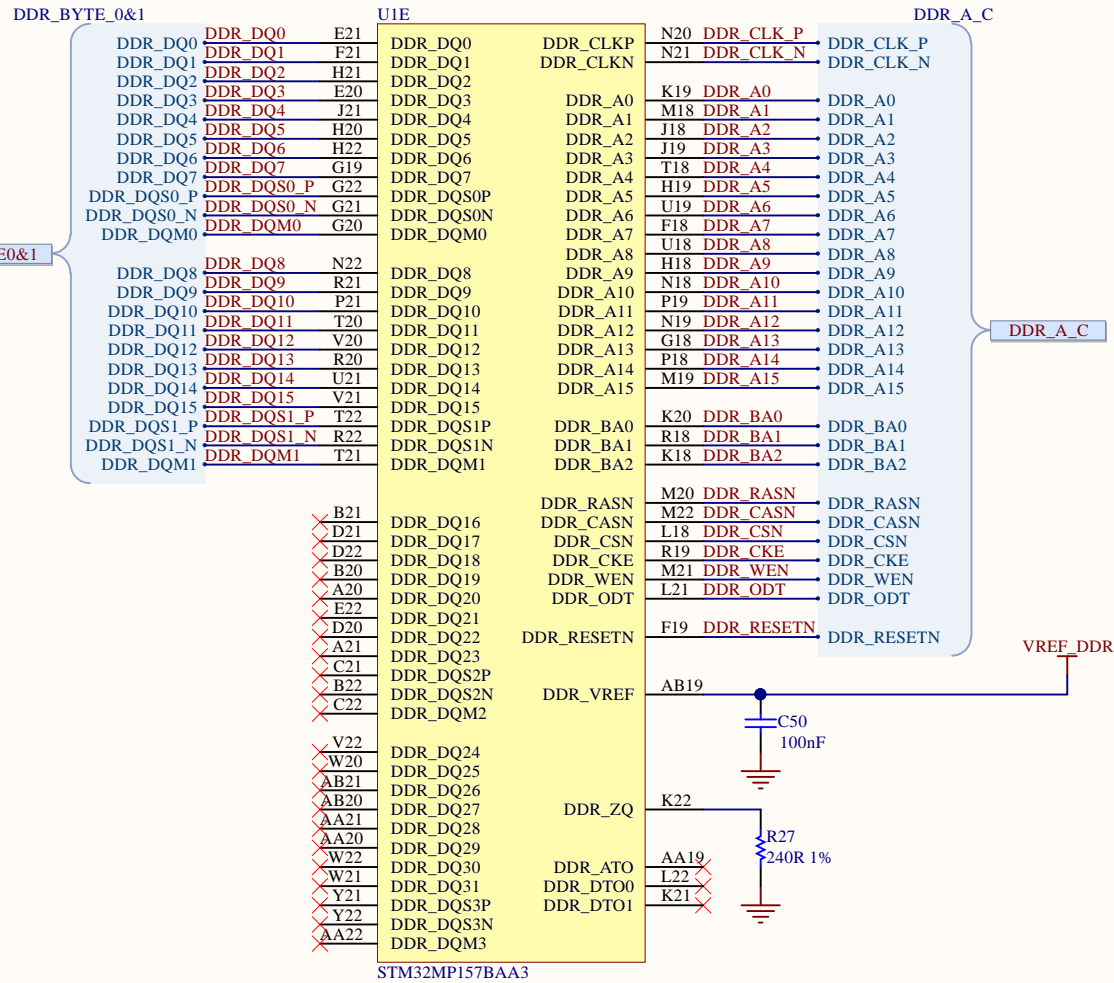 DDR_BYTE_0&1
U1E
DDR_A_C
DDR_DQ0 DDR_DQ0 E21 DDR_DQ0 DDR_CLKP N20 DDR_CLK_P DDR_CLK_P
DDR_DQ1 DDR_DQ1 F21 DDR_DQ1 DDR_CLKN N21 DDR_CLK_N DDR_CLK_N
DDR_DQ2 DDR_DQ2 H21 DDR_DQ2
DDR_DQ3 DDR_DQ3 E20 DDR_DQ3 DDR_A0 K19 DDR_A0 DDR_A0
DDR_DQ4 DDR_DQ4 J21 DDR_DQ4 DDR_A1 M18 DDR_A1 DDR_A1
DDR_DQ5 DDR_DQ5 H20 DDR_DQ5 DDR_A2 J18 DDR_A2 DDR_A2
DDR_DQ6 DDR_DQ6 H22 DDR_DQ6 DDR_A3 J19 DDR_A3 DDR_A3
DDR_DQ7 DDR_DQ7 G19 DDR_DQ7 DDR_A4 T18 DDR_A4 DDR_A4
DDR_DQS0_P DDR_DQS0_P G22 DDR_DQS0P DDR_A5 H19 DDR_A5 DDR_A5
DDR_DQS0_N DDR_DQS0_N G21 DDR_DQS0N DDR_A6 U19 DDR_A6 DDR_A6
DDR_DQM0 DDR_DQM0 G20 DDR_DQM0 DDR_A7 F18 DDR_A7 DDR_A7
E0&1 DDR_A8 U18 DDR_A8 DDR_A8
DDR_DQ8 DDR_DQ8 N22 DDR_DQ8 DDR_A9 H18 DDR_A9 DDR_A9
DDR_DQ9 DDR_DQ9 R21 DDR_DQ9 DDR_A10 N18 DDR_A10 DDR_A10
DDR_DQ10 DDR_DQ10 P21 DDR_DQ10 DDR_A11 P19 DDR_A11 DDR_A11
DDR_DQ11 DDR_DQ11 T20 DDR_DQ11 DDR_A12 N19 DDR_A12 DDR_A12 DDR_A_C
DDR_DQ12 DDR_DQ12 V20 DDR_DQ12 DDR_A13 G18 DDR_A13 DDR_A13
DDR_DQ13 DDR_DQ13 R20 DDR_DQ13 DDR_A14 P18 DDR_A14 DDR_A14
DDR_DQ14 DDR_DQ14 U21 DDR_DQ14 DDR_A15 M19 DDR_A15 DDR_A15
DDR_DQ15 DDR_DQ15 V21 DDR_DQ15
DDR_DQS1_P DDR_DQS1_P T22 DDR_DQS1P DDR_BA0 K20 DDR_BA0 DDR_BA0
DDR_DQS1_N DDR_DQS1_N R22 DDR_DQS1N DDR_BA1 R18 DDR_BA1 DDR_BA1
DDR_DQM1 DDR_DQM1 T21 DDR_DQM1 DDR_BA2 K18 DDR_BA2 DDR_BA2
DDR_RASN M20 DDR_RASN DDR_RASN
B21 DDR_DQ16 DDR_CASN M22 DDR_CASN DDR_CASN
D21 DDR_DQ17 DDR_CSN L18 DDR_CSN DDR_CSN
D22 DDR_DQ18 DDR_CKE R19 DDR_CKE DDR_CKE
B20 DDR_DQ19 DDR_WEN M21 DDR_WEN DDR_WEN
A20 DDR_DQ20 DDR_ODT L21 DDR_ODT DDR_ODT
E22 DDR_DQ21
D20 DDR_DQ22 DDR_RESETN F19 DDR_RESETN DDR_RESETN
A21 DDR_DQ23 VREF_DDR
C21 DDR_DQS2P
B22 DDR_DQS2N DDR_VREF AB19
C22 DDR_DQM2
C50
100nF
V22 DDR_DQ24
W20 DDR_DQ25
AB21 DDR_DQ26
AB20 DDR_DQ27 DDR_ZQ K22
AA21 DDR_DQ28
AA20 DDR_DQ29
R27
240R 1%
W22 DDR_DQ30 DDR_ATO AA19
W21 DDR_DQ31 DDR_DTO0 L22
Y21 DDR_DQS3P DDR_DTO1 K21
Y22 DDR_DQS3N
AA22 DDR_DQM3
STM32MP157BAA3